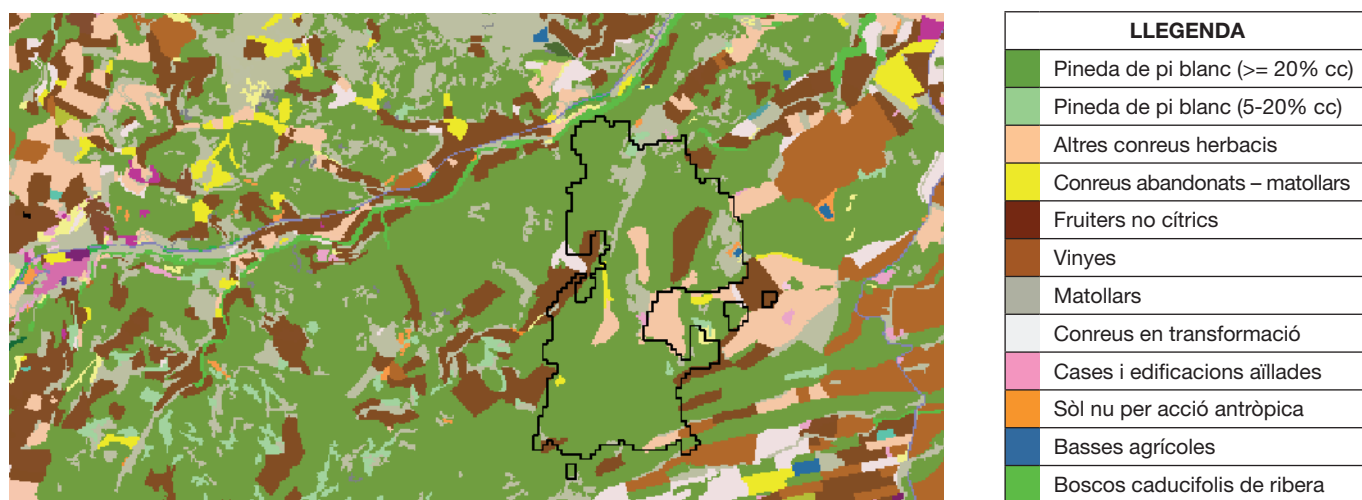 LLEGENDA
Pineda de pi blanc (>= 20% cc)
Pineda de pi blanc (5-20% cc)
Altres conreus herbacis
Conreus abandonats – matollars
Fruiters no cítrics
Vinyes
Matollars
Conreus en transformació
Cases i edificacions aïllades
Sòl nu per acció antròpica
Basses agrícoles
Boscos caducifolis de ribera